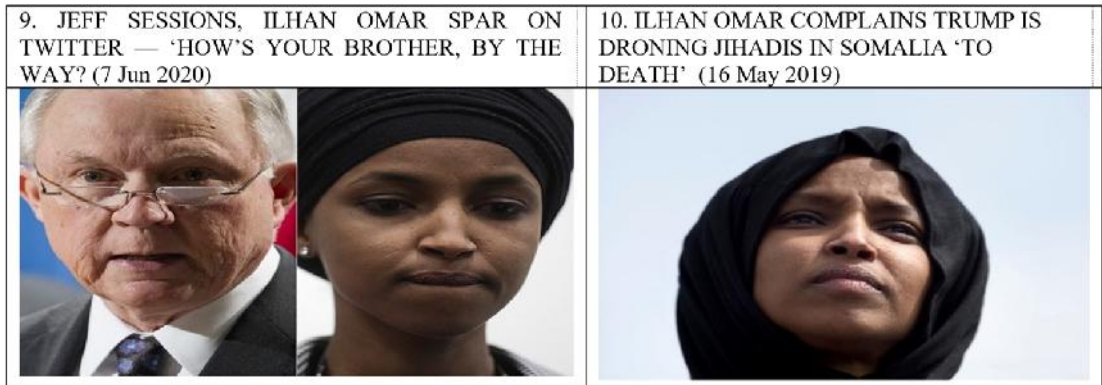 9. JEFF SESSIONS, ILHAN OMAR SPAR ON
TWITTER — ‘HOW’S YOUR BROTHER, BY THE
WAY? (7 Jun 2020)
10. ILHAN OMAR COMPLAINS TRUMP IS
DRONING JIHADIS IN SOMALIA ‘TO
DEATH’ (16 May 2019)